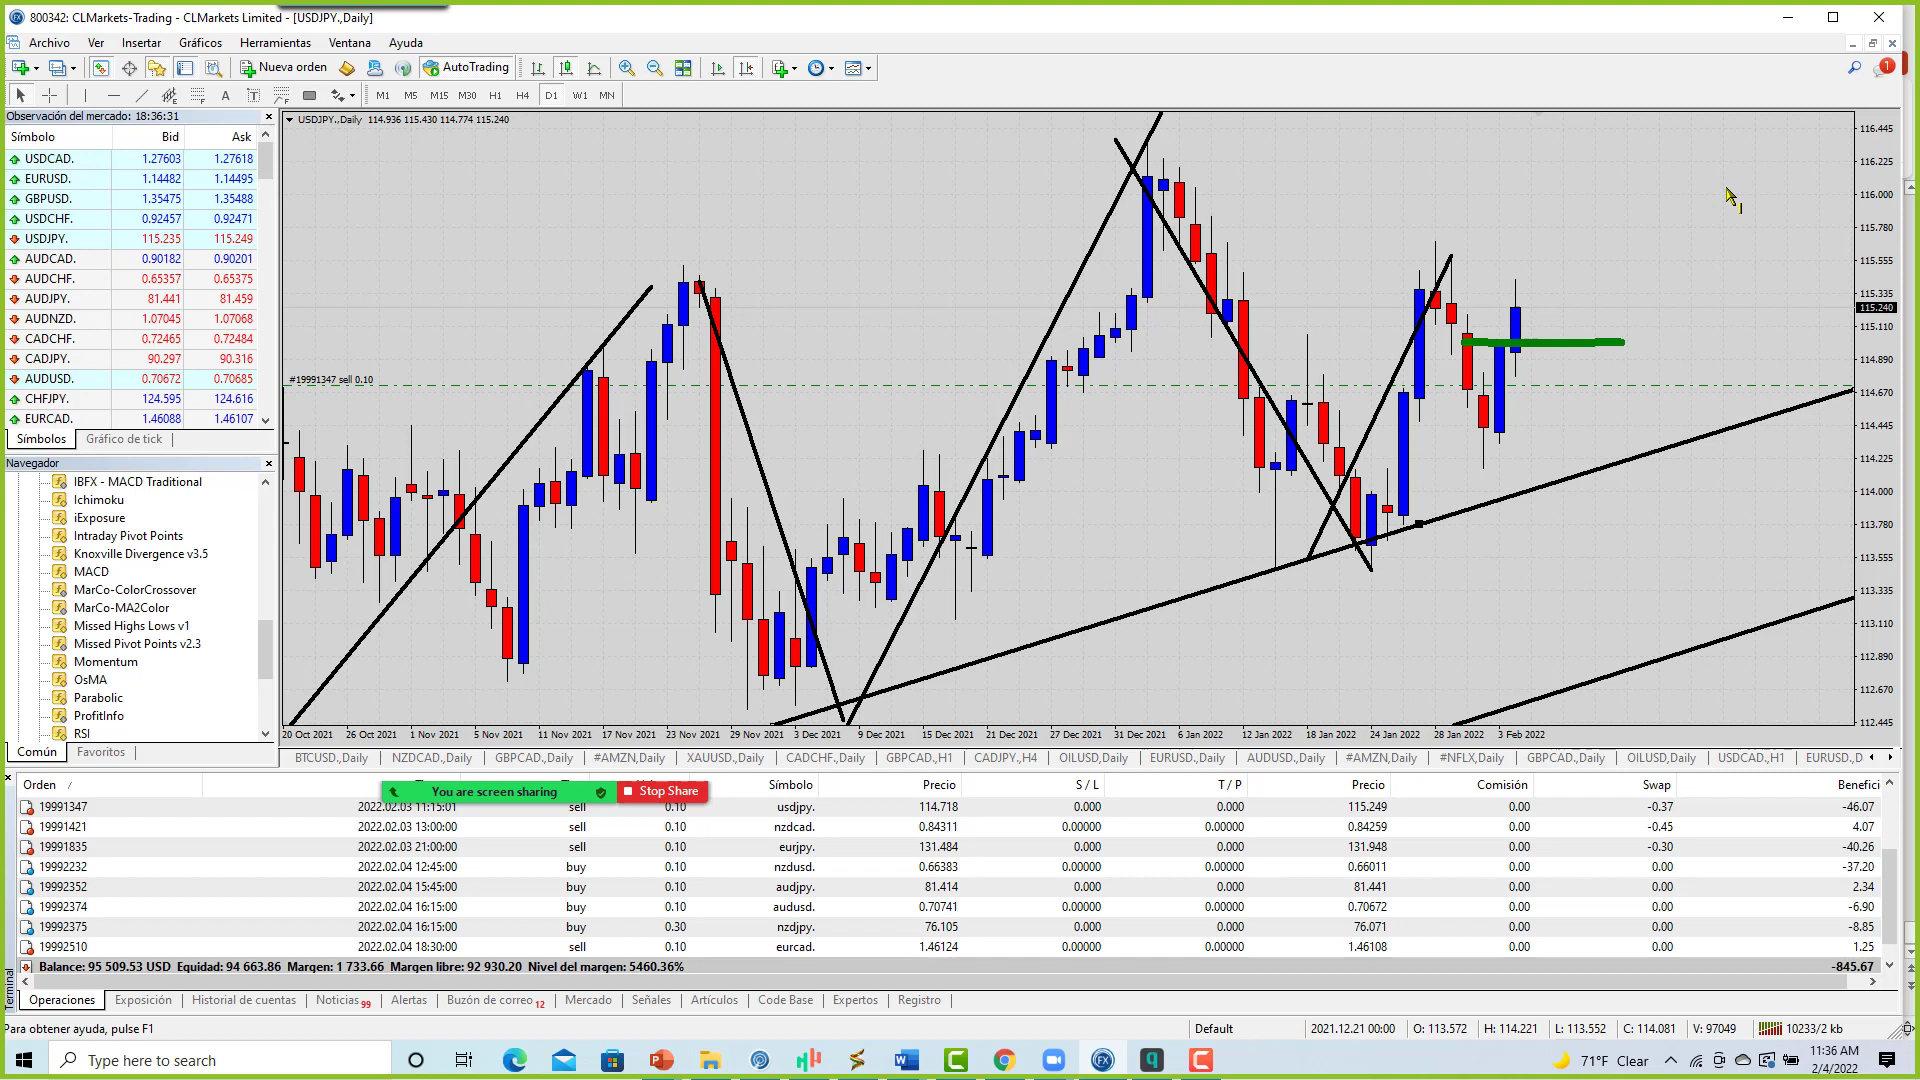 800342: CLMarkets-Trading - CLMarkets Limited - [USDJPY.,Daily]
Archivo Ver Insertar Gráficos Herramientas Ventana Ayuda
Nueva orden AutoTrading 1
A T M1 M5 M15 M30 H1 H4 D1 W1 MN
Observación del mercado: 18:36:31
Símbolo Bid Ask
USDCAD. 1.27603 1.27618
EURUSD. 1.14482 1.14495
GBPUSD. 1.35475 1.35488
USDCHF. 0.92457 0.92471
USDJPY. 115.235 115.249
AUDCAD. 0.90182 0.90201
AUDCHF. 0.65357 0.65375
AUDJPY. 81.441 81.459
AUDNZD. 1.07045 1.07068
CADCHF. 0.72465 0.72484
CADJPY. 90.297 90.316
AUDUSD. 0.70672 0.70685
CHFJPY. 124.595 124.616
EURCAD. 1.46088 1.46107
Símbolos Gráfico de tick
Navegador
IBFX - MACD Traditional
Ichimoku
iExposure
Intraday Pivot Points
Knoxville Divergence v3.5
MACD
MarCo-ColorCrossover
MarCo-MA2Color
Missed Highs Lows v1
Missed Pivot Points v2.3
Momentum
OsMA
Parabolic
ProfitInfo
RSI
Común Favoritos
USDJPY.,Daily 114.936 115.430 114.774 115.240
#19991347 sell 0.10
116.445
116.225
116.000
115.780
115.555
115.335
115.240
115.110
114.890
114.670
114.445
114.225
114.000
113.780
113.555
113.335
113.110
112.890
112.670
112.445
20 Oct 2021 26 Oct 2021 1 Nov 2021 5 Nov 2021 11 Nov 2021 17 Nov 2021 23 Nov 2021 29 Nov 2021 3 Dec 2021 9 Dec 2021 15 Dec 2021 21 Dec 2021 27 Dec 2021 31 Dec 2021 6 Jan 2022 12 Jan 2022 18 Jan 2022 24 Jan 2022 28 Jan 2022 3 Feb 2022
BTCUSD.,Daily NZDCAD.,Daily GBPCAD.,Daily #AMZN,Daily XAUUSD.,Daily CADCHF.,Daily GBPCAD.,H1 CADJPY.,H4 OILUSD,Daily EURUSD.,Daily AUDUSD.,Daily #AMZN,Daily #NFLX,Daily GBPCAD.,Daily OILUSD,Daily USDCAD.,H1 EURUSD.,D
Orden / Símbolo Precio S / L T / P Precio Comisión Swap Benefici
You are screen sharing Stop Share
19991347 2022.02.03 11:15:01 sell 0.10 usdjpy. 114.718 0.000 0.000 115.249 0.00 -0.37 -46.07
19991421 2022.02.03 13:00:00 sell 0.10 nzdcad. 0.84311 0.00000 0.00000 0.84259 0.00 -0.45 4.07
19991835 2022.02.03 21:00:00 sell 0.10 eurjpy. 131.484 0.000 0.000 131.948 0.00 -0.30 -40.26
19992232 2022.02.04 12:45:00 buy 0.10 nzdusd. 0.66383 0.00000 0.00000 0.66011 0.00 0.00 -37.20
19992352 2022.02.04 15:45:00 buy 0.10 audjpy. 81.414 0.000 0.000 81.441 0.00 0.00 2.34
19992374 2022.02.04 16:15:00 buy 0.10 audusd. 0.70741 0.00000 0.00000 0.70672 0.00 0.00 -6.90
19992375 2022.02.04 16:15:00 buy 0.30 nzdjpy. 76.105 0.000 0.000 76.071 0.00 0.00 -8.85
19992510 2022.02.04 18:30:00 sell 0.10 eurcad. 1.46124 0.00000 0.00000 1.46108 0.00 0.00 1.25
Balance: 95 509.53 USD Equidad: 94 663.86 Margen: 1 733.66 Margen libre: 92 930.20 Nivel del margen: 5460.36% -845.67
Terminal
Operaciones Exposición Historial de cuentas Noticias 99 Alertas Buzón de correo 12 Mercado Señales Artículos Code Base Expertos Registro
Para obtener ayuda, pulse F1 Default 2021.12.21 00:00 O: 113.572 H: 114.221 L: 113.552 C: 114.081 V: 97049 10233/2 kb
Type here to search 71°F Clear 11:36 AM
2/4/2022